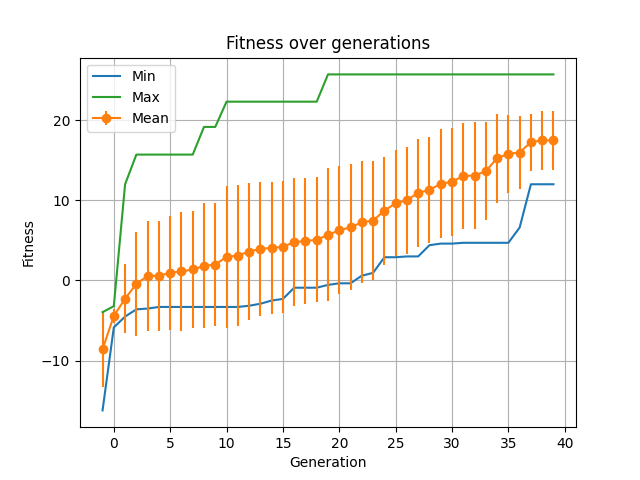 Fitness over generations
Min
Max
Mean
Fitness
20
10
0
−10
0 5 10 15 20 25 30 35 40
Generation